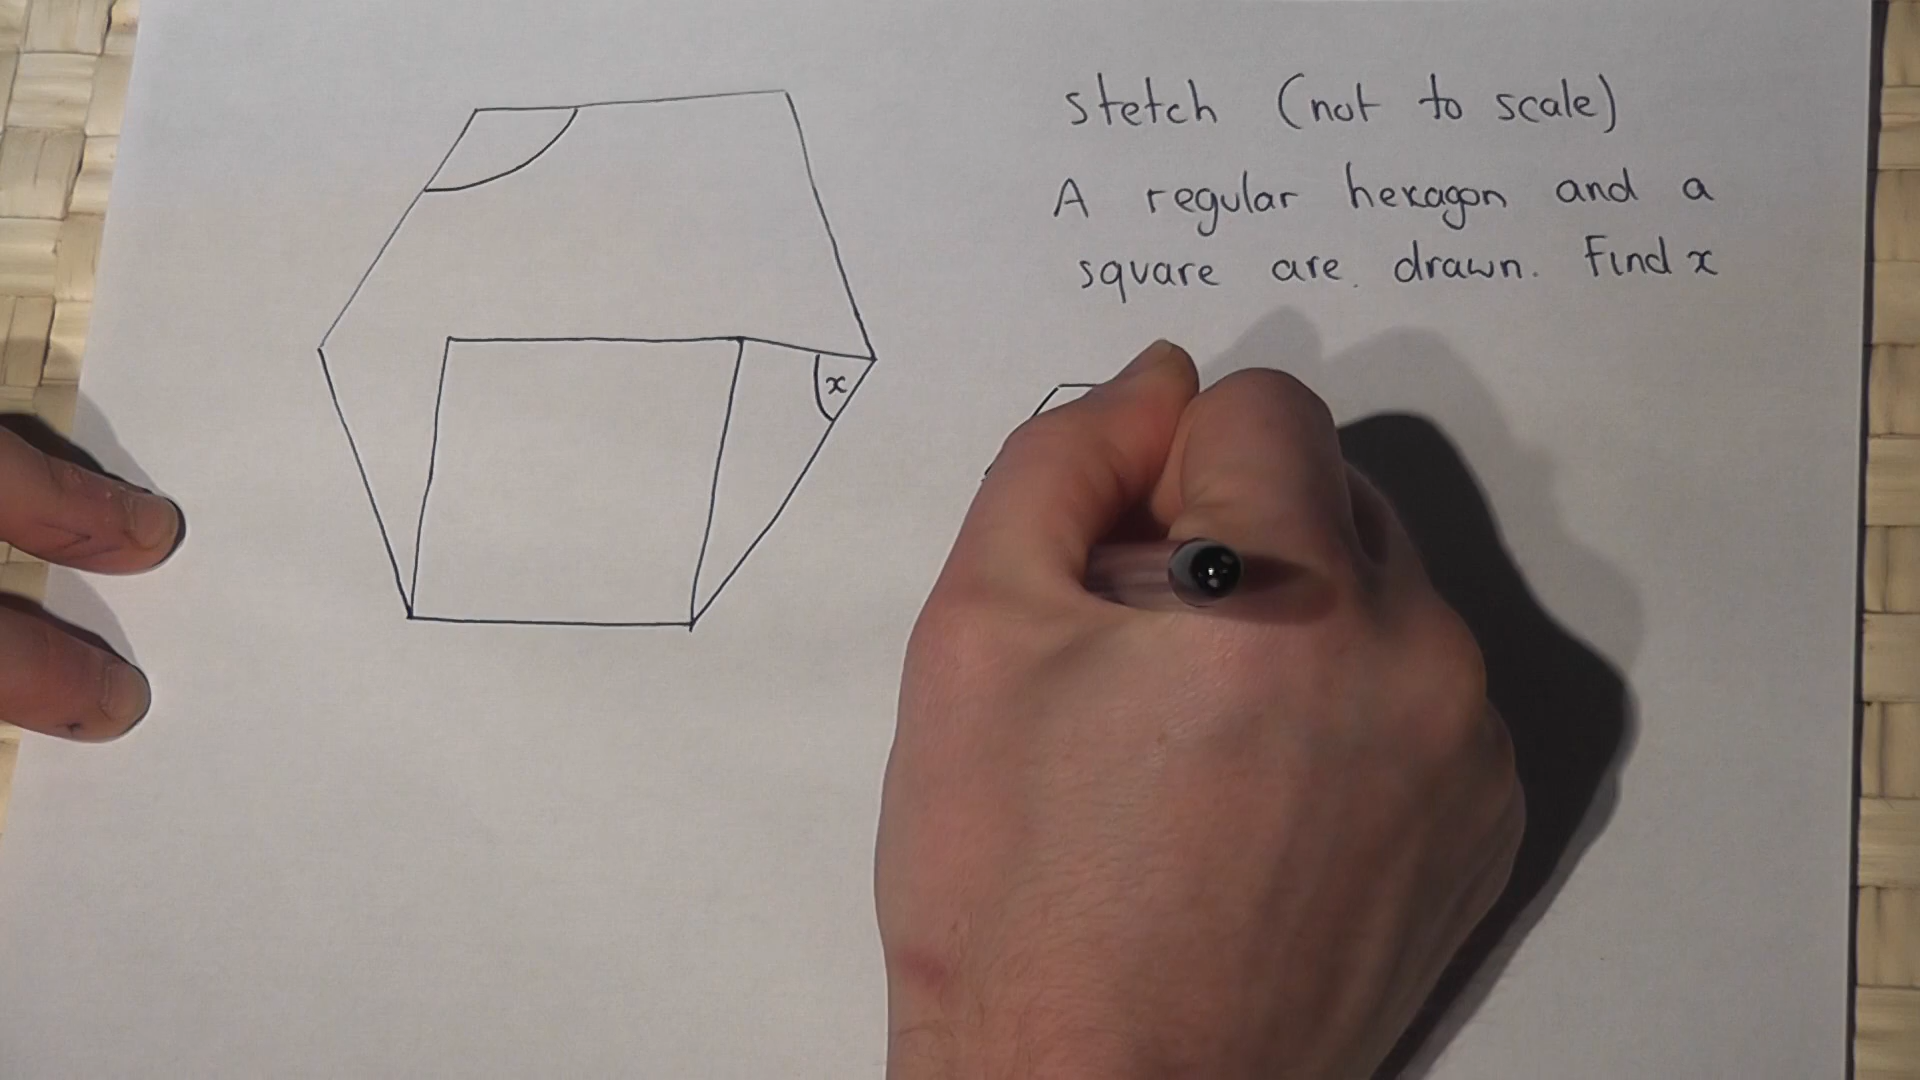 stetch (not to scale)
A regular hexagon and a
square are drawn. Find x
x